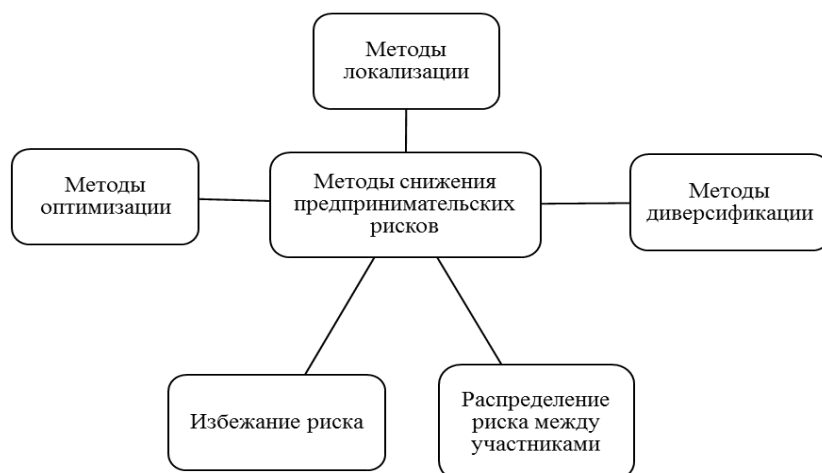 Методы
локализации
Методы
оптимизации
Методы снижения
предпринимательских
рисков
Методы
диверсификации
Избежание риска
Распределение
риска между
участниками